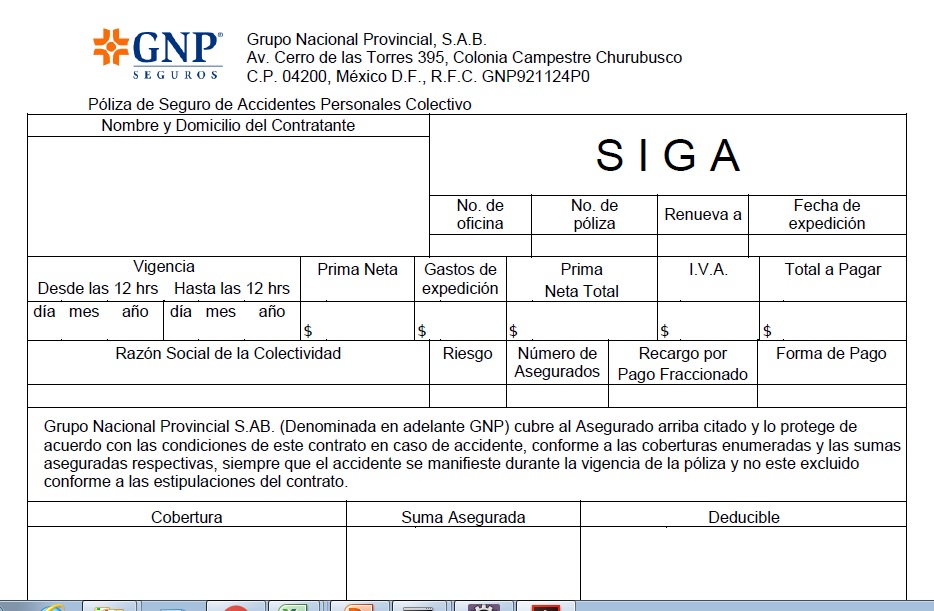 GNP®
SEGUROS
Grupo Nacional Provincial, S.A.B.
Av. Cerro de las Torres 395, Colonia Campestre Churubusco
C.P. 04200, México D.F., R.F.C. GNP921124P0
Póliza de Seguro de Accidentes Personales Colectivo
Nombre y Domicilio del Contratante
S I G A
No. de oficina
No. de póliza
Renueva a
Fecha de expedición
Vigencia
Desde las 12 hrs Hasta las 12 hrs
Prima Neta
Gastos de expedición
Prima Neta Total
I.V.A.
Total a Pagar
día mes año día mes año
$ $ $ $ $
Razón Social de la Colectividad
Riesgo
Número de Asegurados
Recargo por Pago Fraccionado
Forma de Pago
Grupo Nacional Provincial S.AB. (Denominada en adelante GNP) cubre al Asegurado arriba citado y lo protege de
acuerdo con las condiciones de este contrato en caso de accidente, conforme a las coberturas enumeradas y las sumas
aseguradas respectivas, siempre que el accidente se manifieste durante la vigencia de la póliza y no este excluido
conforme a las estipulaciones del contrato.
Cobertura Suma Asegurada Deducible